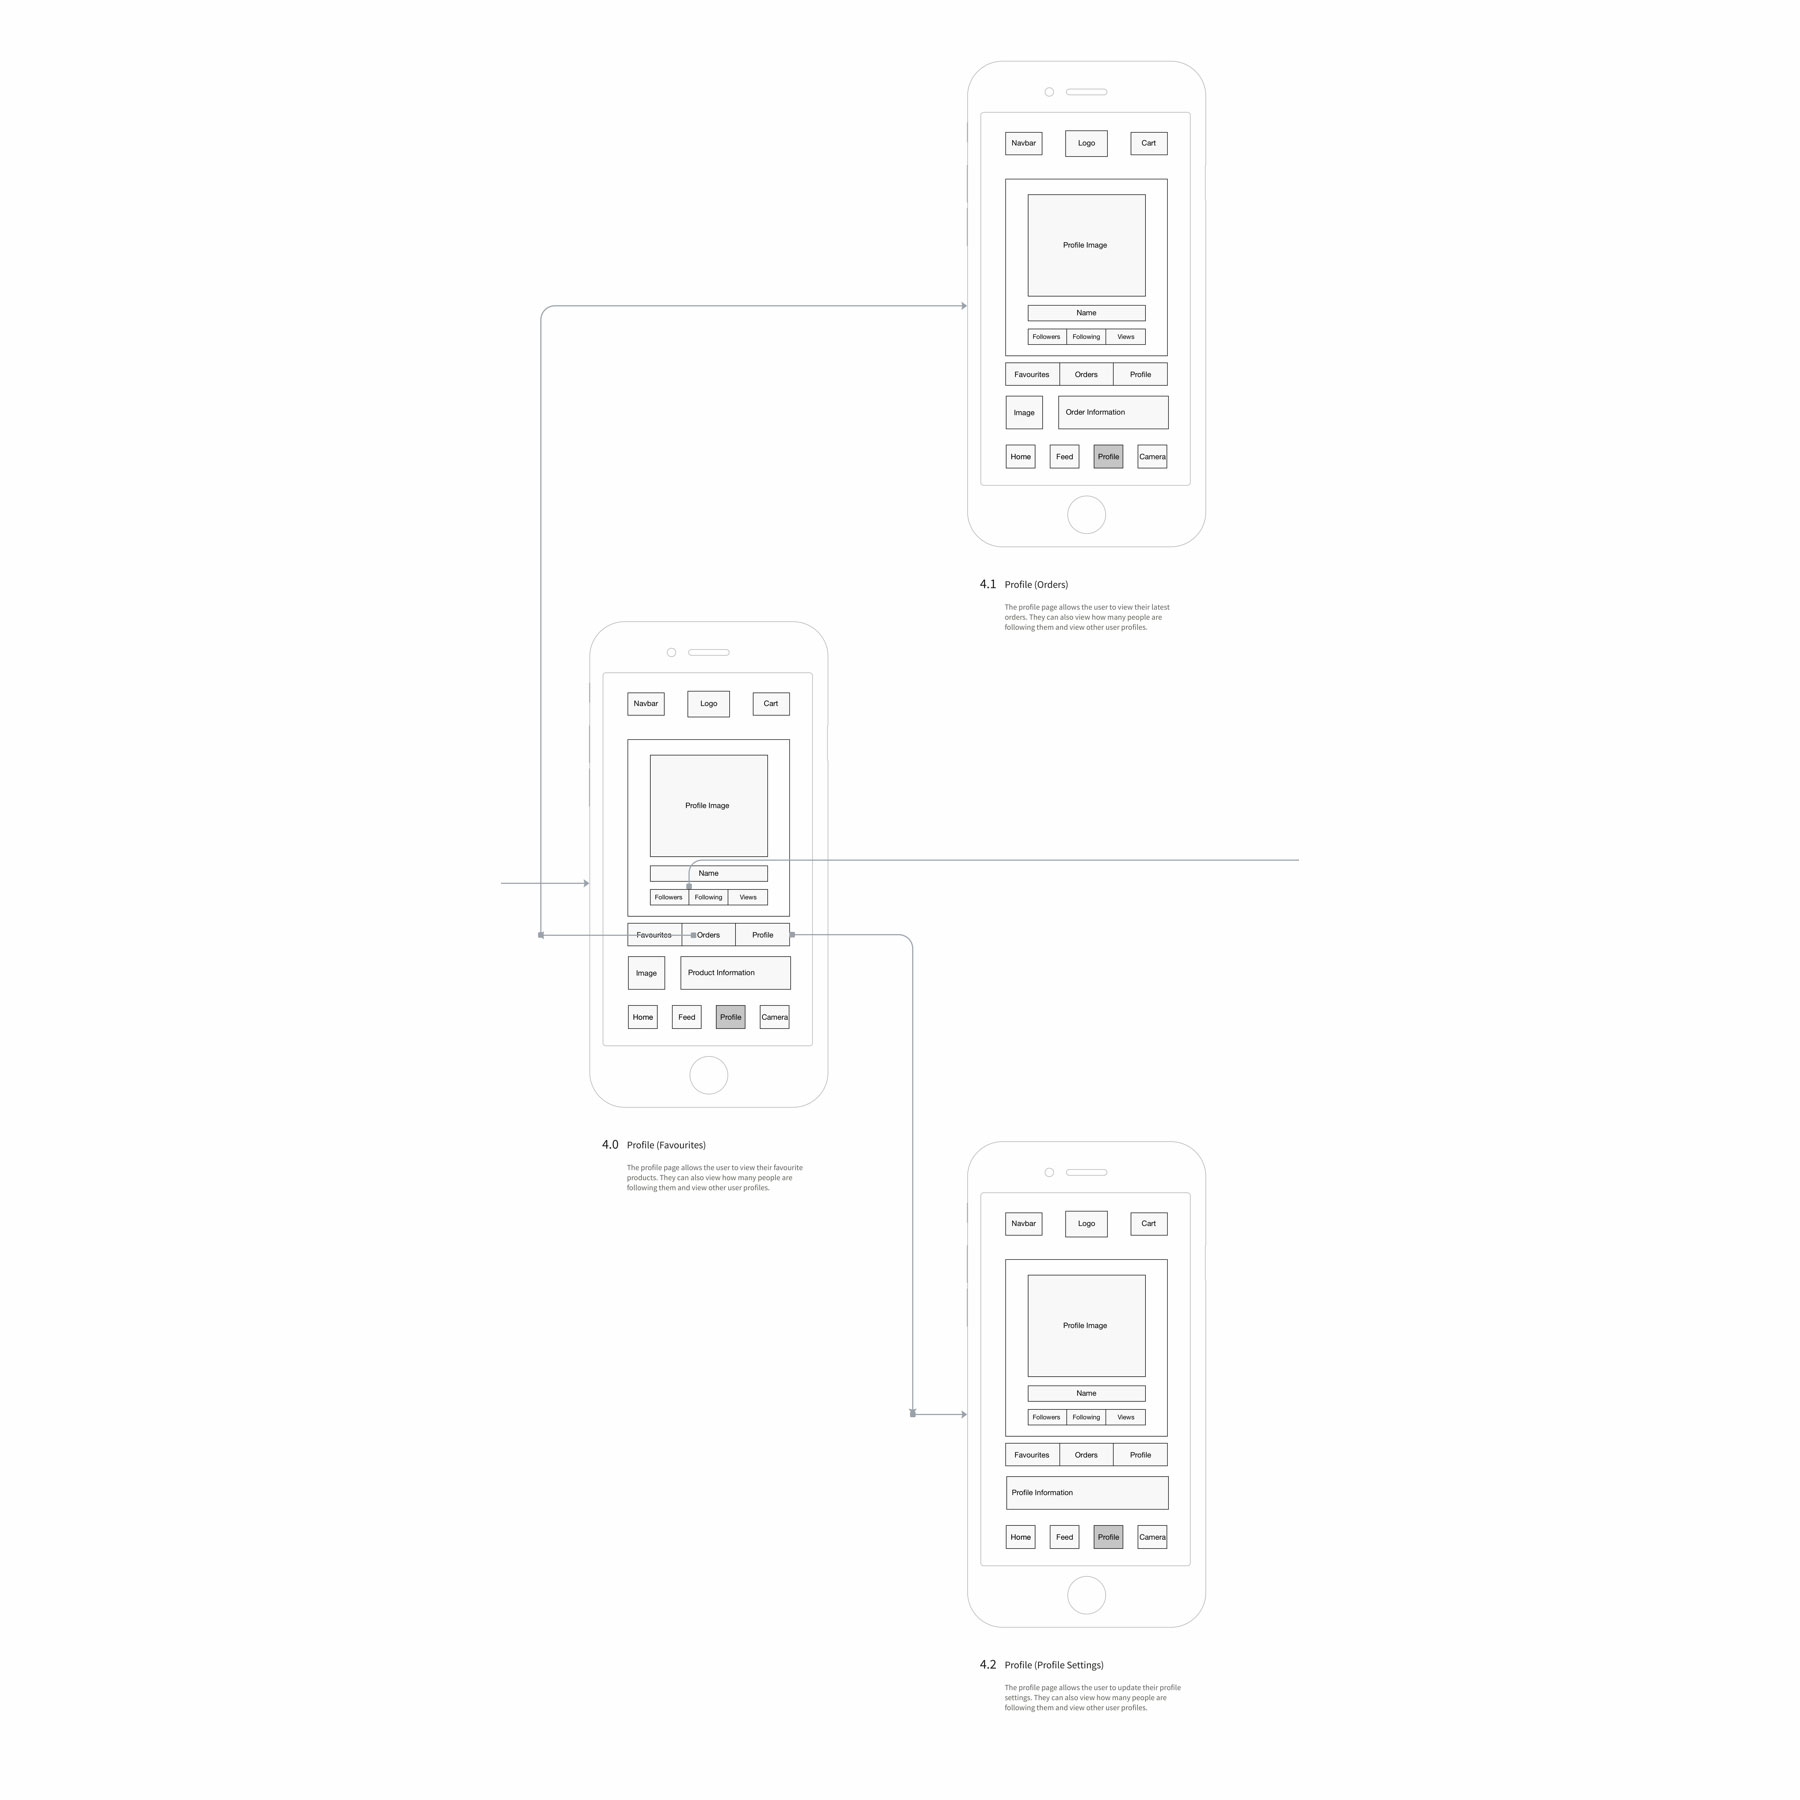 Navbar
Logo
Cart
Profile Image
Name
Followers
Following
Views
Favourites
Orders
Profile
Image
Order Information
Home
Feed
Profile
Camera
4.1 Profile (Orders)
The profile page allows the user to view their latest
orders. They can also view how many people are
following them and view other user profiles.
Navbar
Logo
Cart
Profile Image
Name
Followers
Following
Views
Favourites
Orders
Profile
Image
Product Information
Home
Feed
Profile
Camera
4.0 Profile (Favourites)
The profile page allows the user to view their favourite
products. They can also view how many people are
following them and view other user profiles.
Navbar
Logo
Cart
Profile Image
Name
Followers
Following
Views
Favourites
Orders
Profile
Profile Information
Home
Feed
Profile
Camera
4.2 Profile (Profile Settings)
The profile page allows the user to update their profile
settings. They can also view how many people are
following them and view other user profiles.